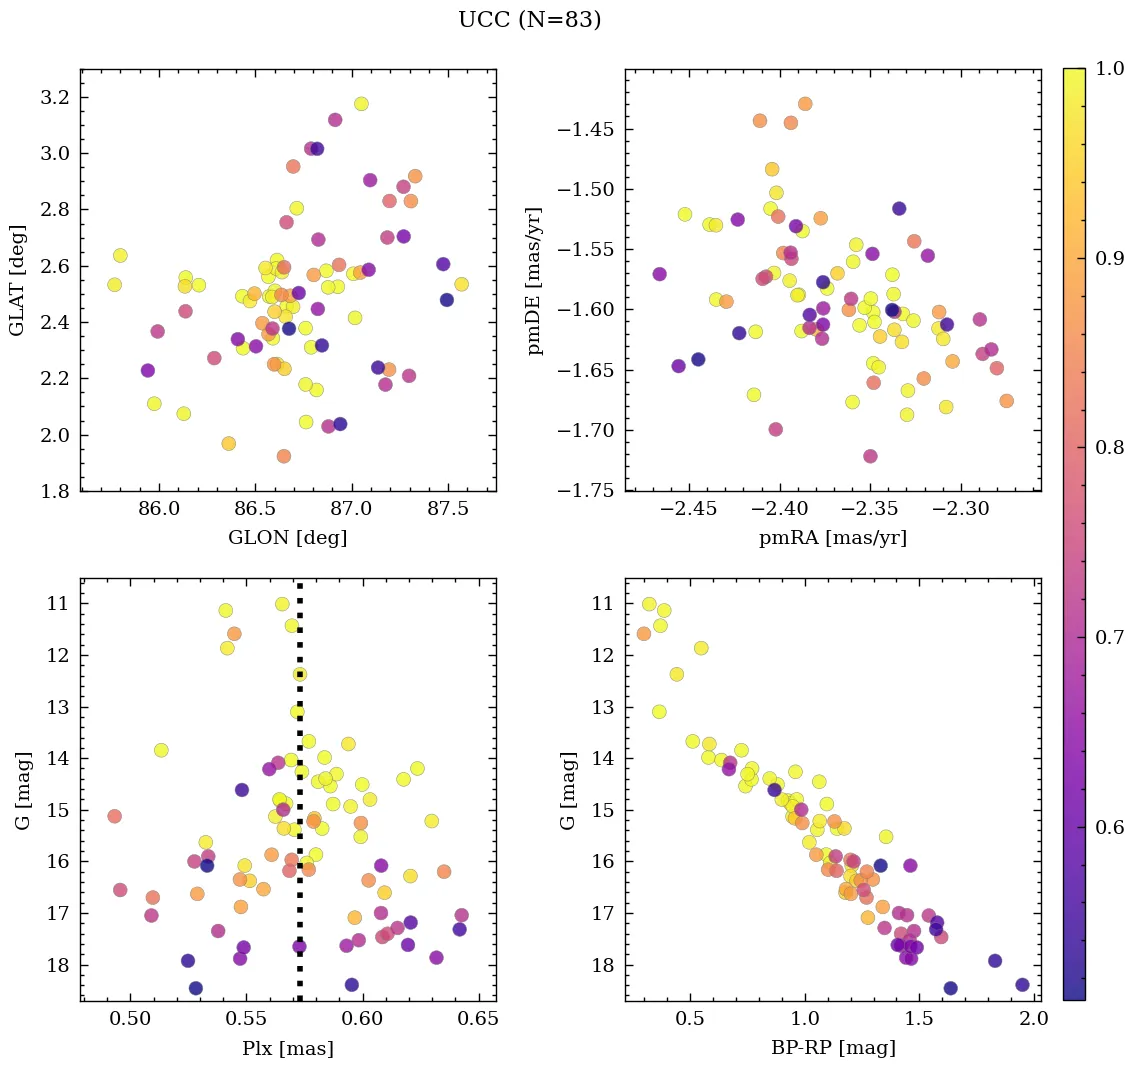 UCC (N=83)
3.2
3.0
2.8
2.6
2.4
2.2
2.0
1.8
GLAT [deg]
86.0 86.5 87.0 87.5
GLON [deg]
−1.45
−1.50
−1.55
−1.60
−1.65
−1.70
−1.75
pmDE [mas/yr]
−2.45 −2.40 −2.35 −2.30
pmRA [mas/yr]
11
12
13
14
15
16
17
18
G [mag]
0.50 0.55 0.60 0.65
Plx [mas]
11
12
13
14
15
16
17
18
G [mag]
0.5 1.0 1.5 2.0
BP-RP [mag]
1.0
0.9
0.8
0.7
0.6